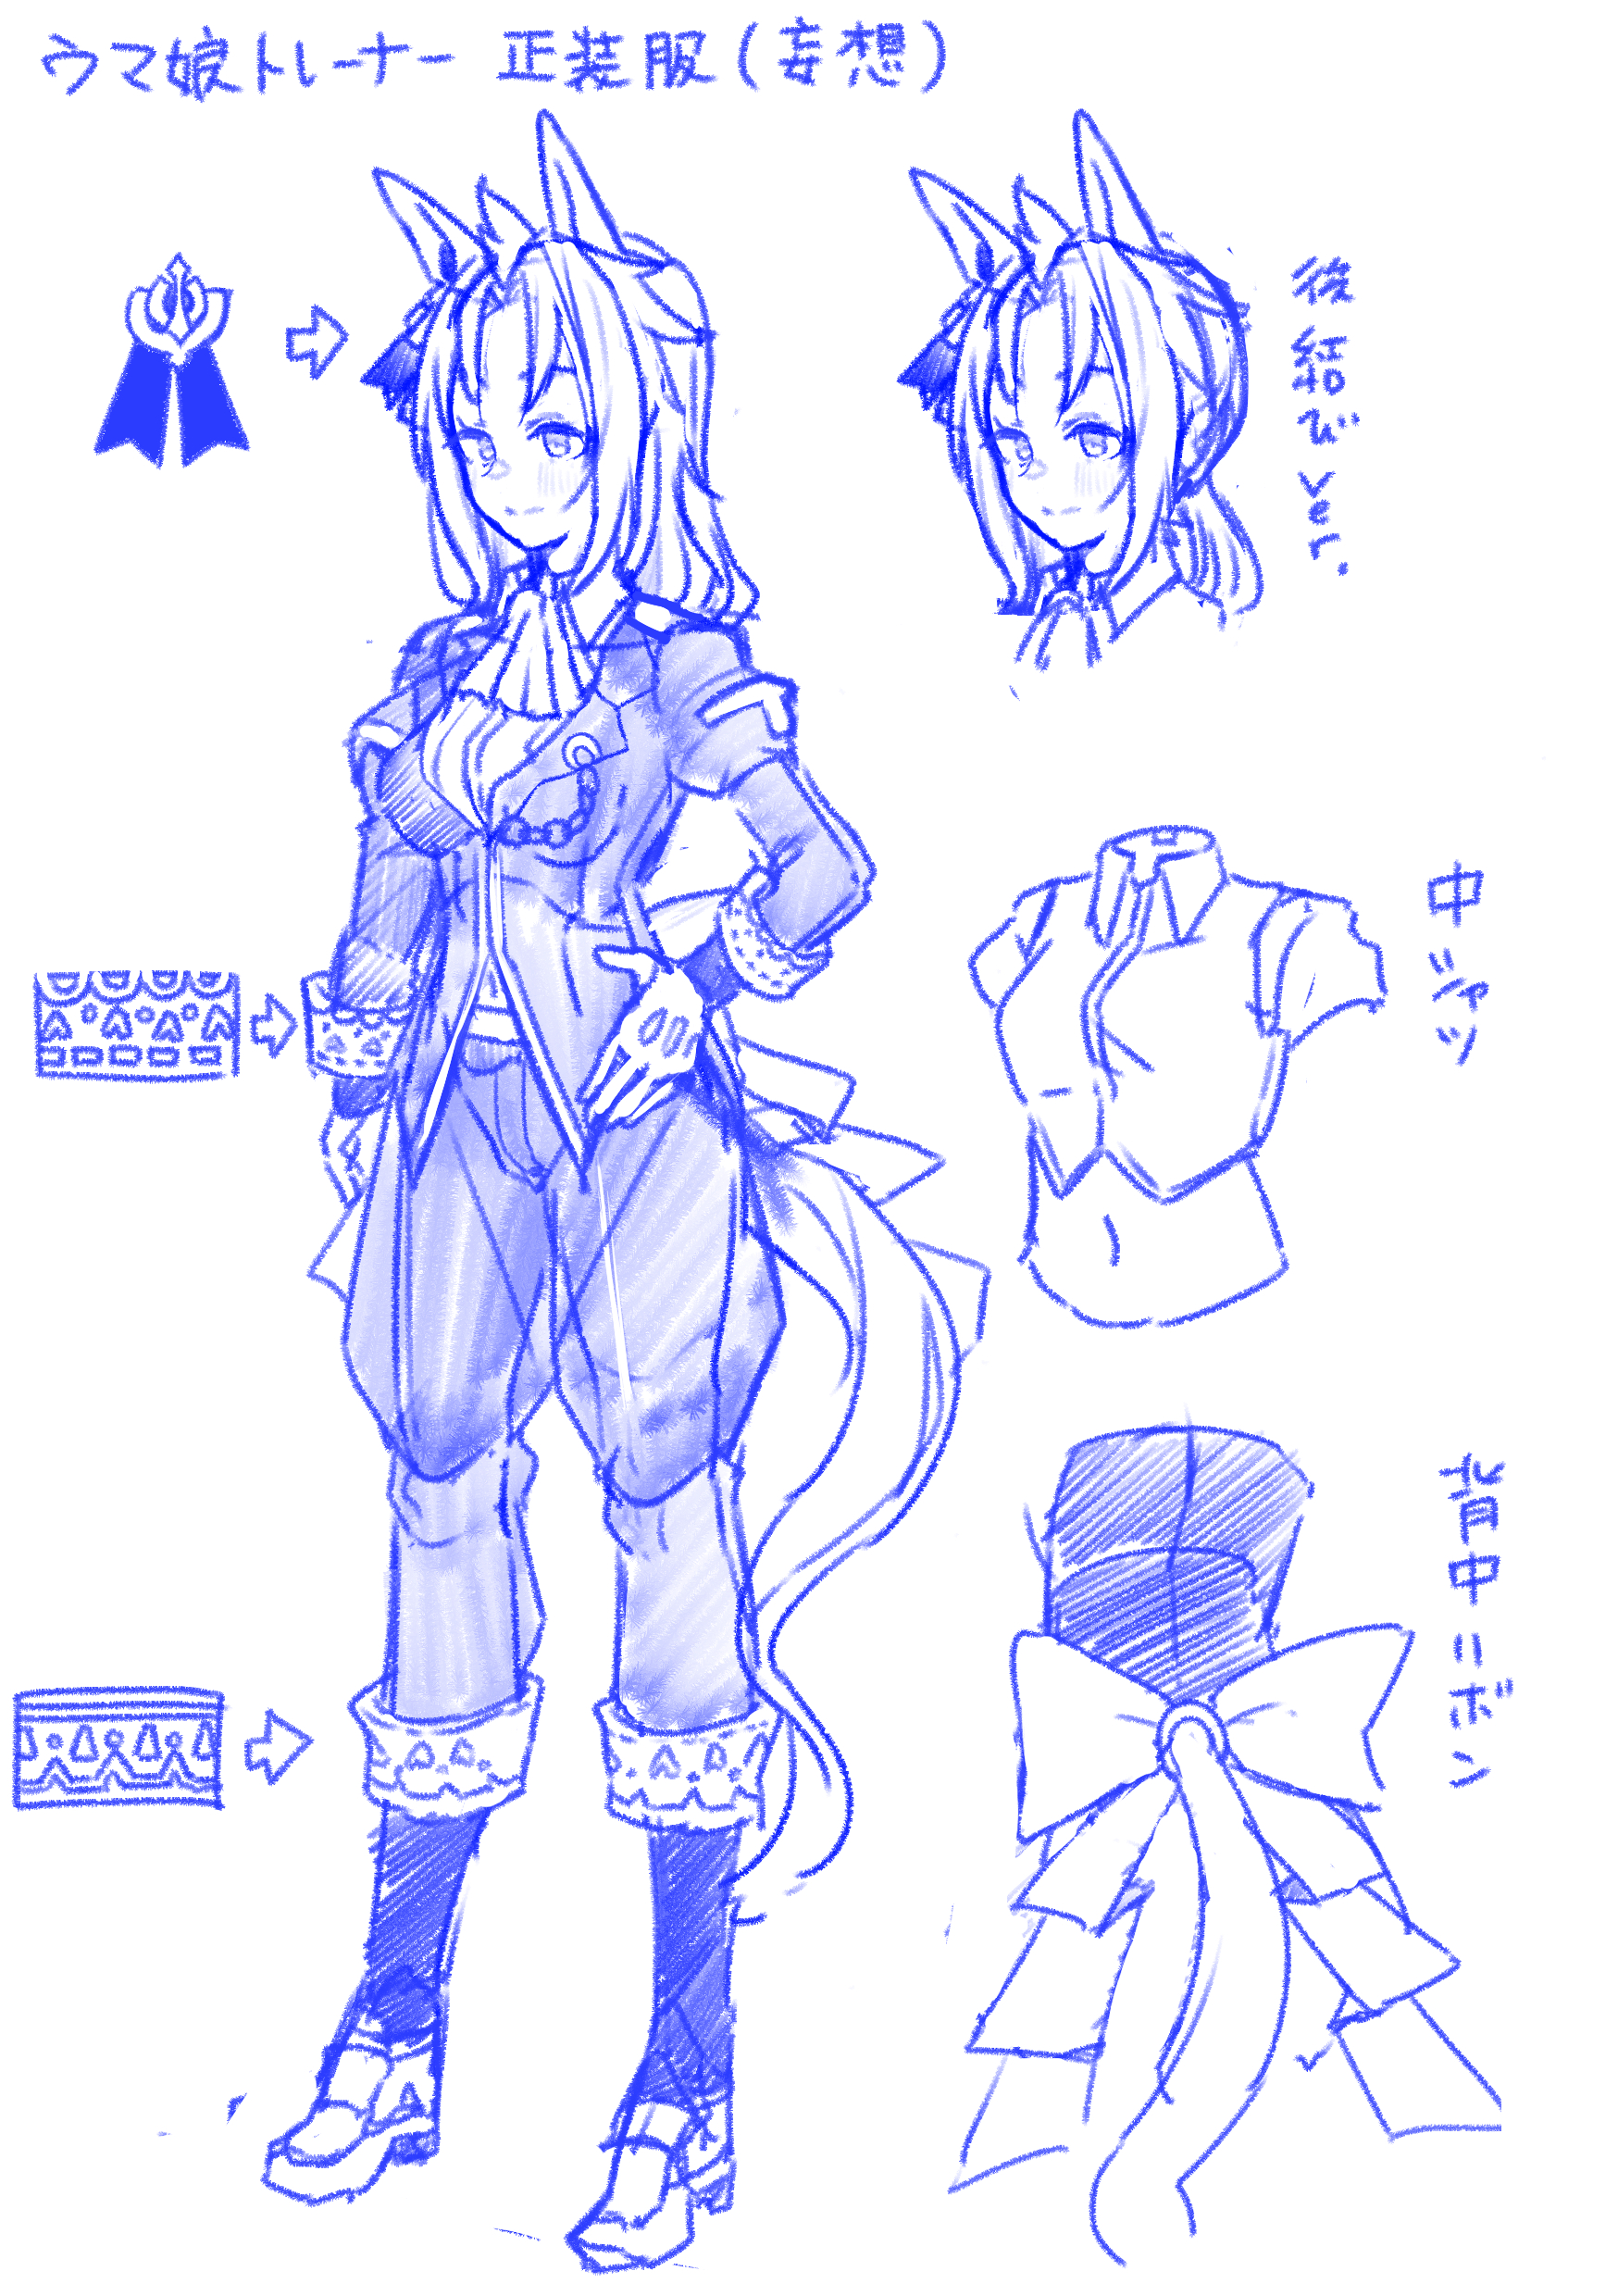 ウマ娘トレーナー 正装服(妄想)
後結びver.
中シャツ
背中リボン